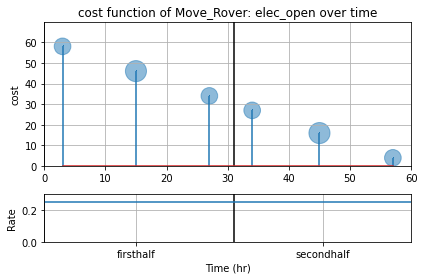 cost function of Move_Rover: elec_open over time
cost
60
50
40
30
20
10
0
0 10 20 30 40 50 60
Rate
0.2
0.0
firsthalf secondhalf
Time (hr)